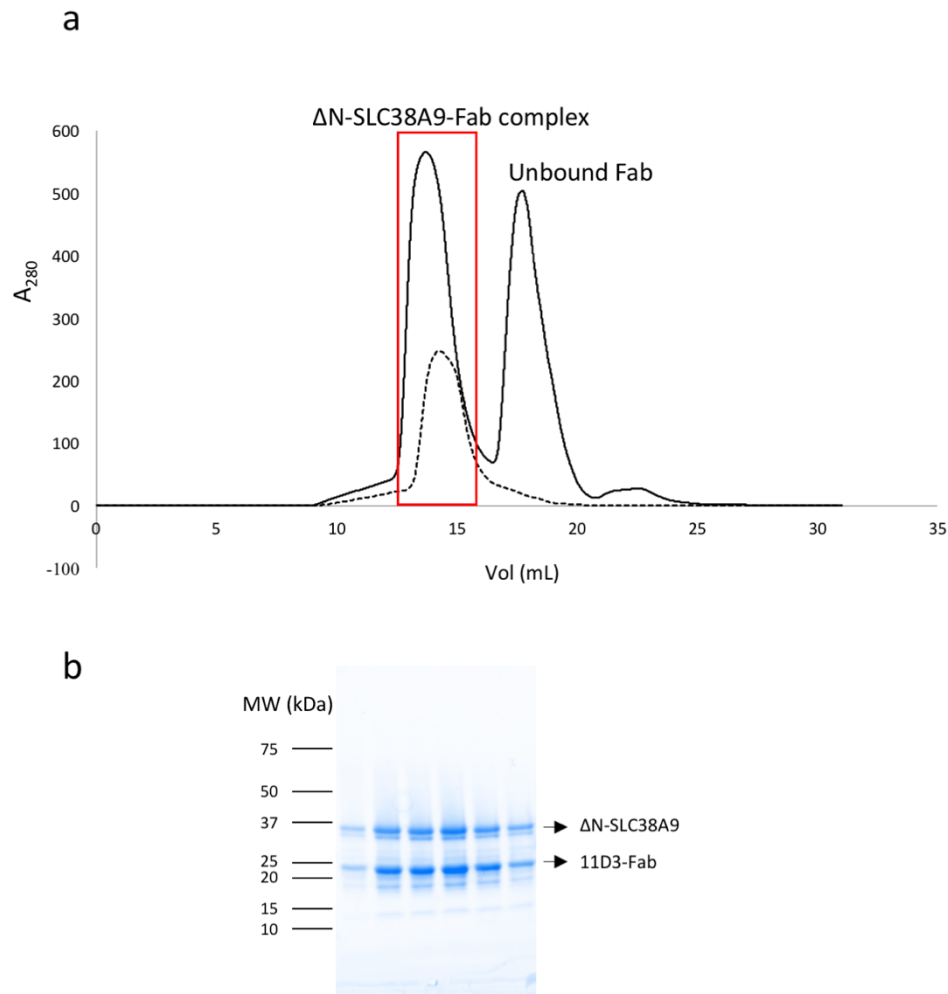 a
ΔN-SLC38A9-Fab complex
Unbound Fab
600
500
400
300
200
100
0
-100
A280
0 5 10 15 20 25 30 35
Vol (mL)
b
MW (kDa)
75
50
37
25
20
15
10
ΔN-SLC38A9
11D3-Fab